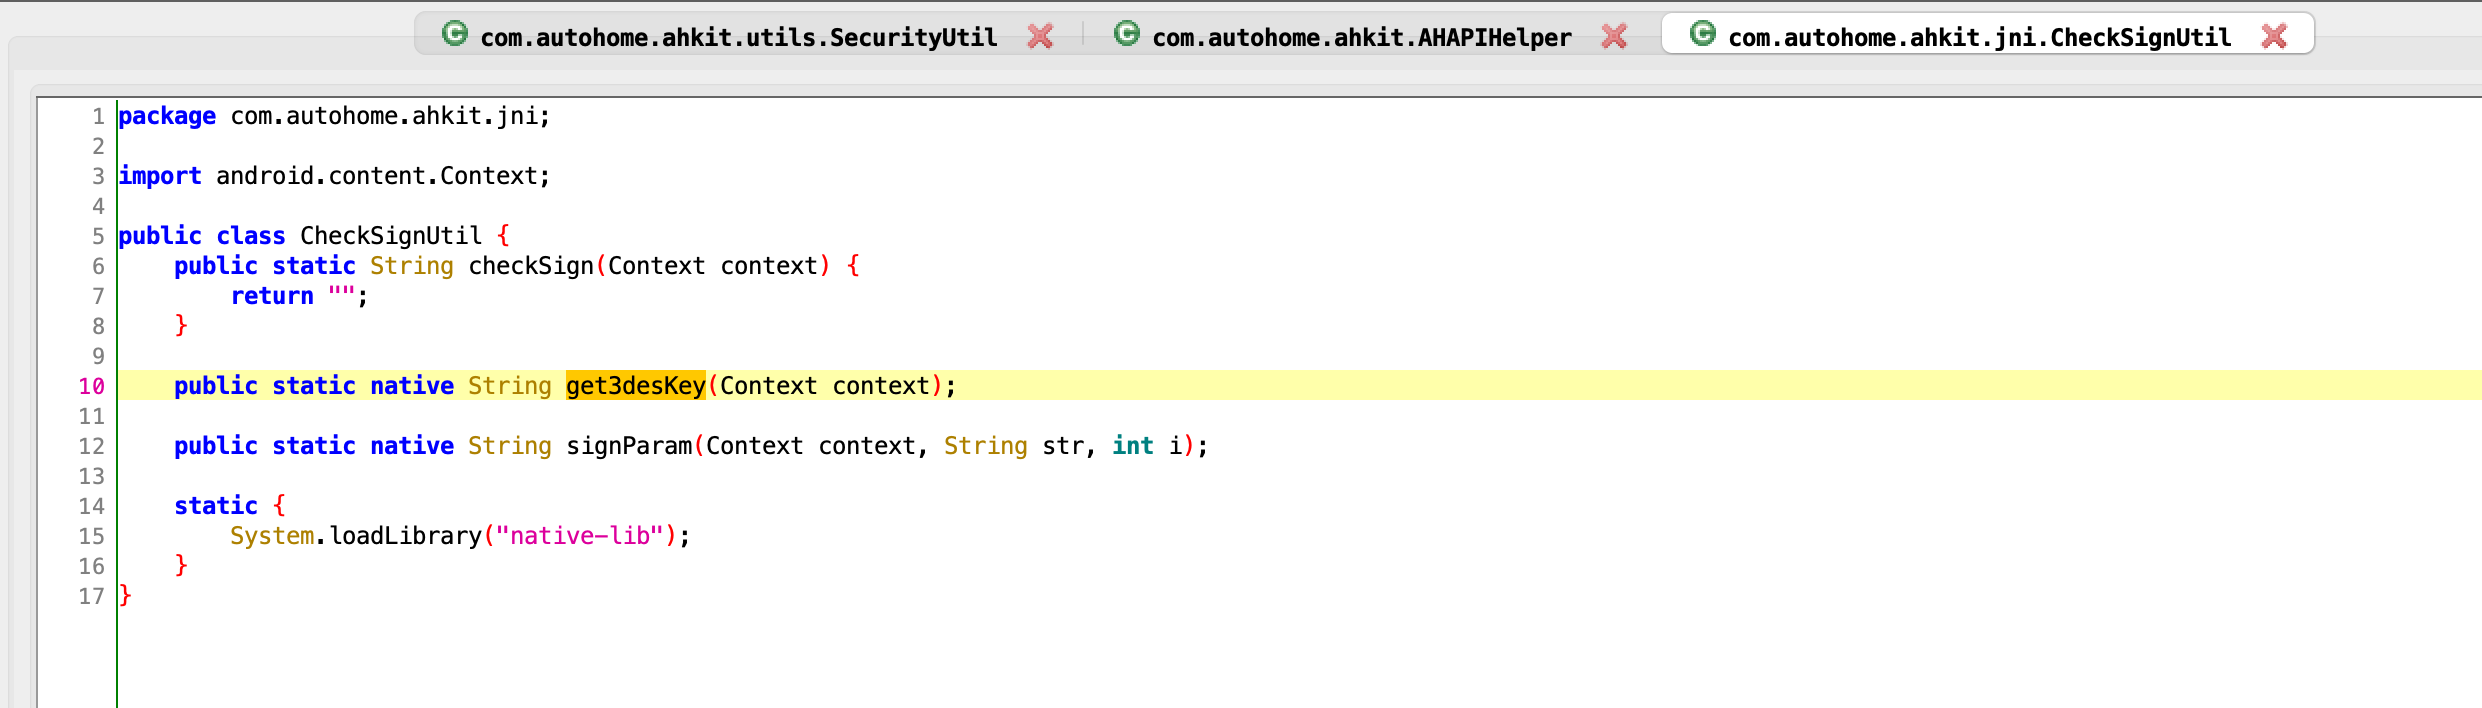 com.autohome.ahkit.utils.SecurityUtil com.autohome.ahkit.AHAPIHelper com.autohome.ahkit.jni.CheckSignUtil
1 package com.autohome.ahkit.jni;
2
3 import android.content.Context;
4
5 public class CheckSignUtil {
6     public static String checkSign(Context context) {
7         return "";
8     }
9
10     public static native String get3desKey(Context context);
11
12     public static native String signParam(Context context, String str, int i);
13
14     static {
15         System.loadLibrary("native-lib");
16     }
17 }